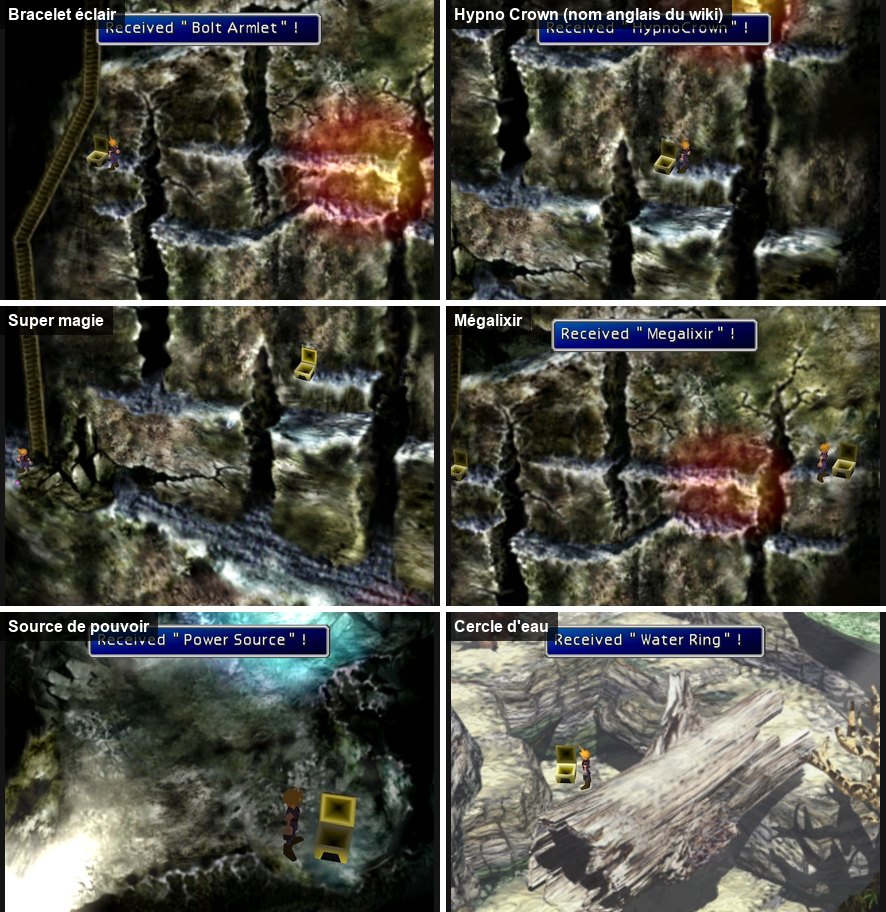 Bracelet éclair
Received "Bolt Armlet"!
Hypno Crown (nom anglais du wiki)
Received "HypnoCrown"!
Super magie
Mégalixir
Received "Megalixir"!
Source de pouvoir
Received "Power Source"!
Cercle d'eau
Received "Water Ring"!